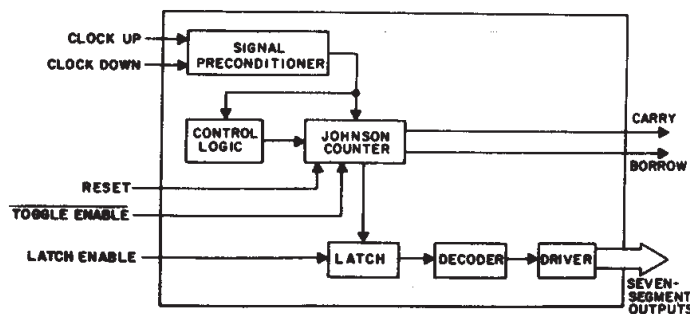 CLOCK UP
CLOCK DOWN
SIGNAL
PRECONDITIONER
CONTROL
LOGIC
JOHNSON
COUNTER
CARRY
BORROW
RESET
TOGGLE ENABLE
LATCH ENABLE
LATCH
DECODER
DRIVER
SEVEN-
SEGMENT
OUTPUTS